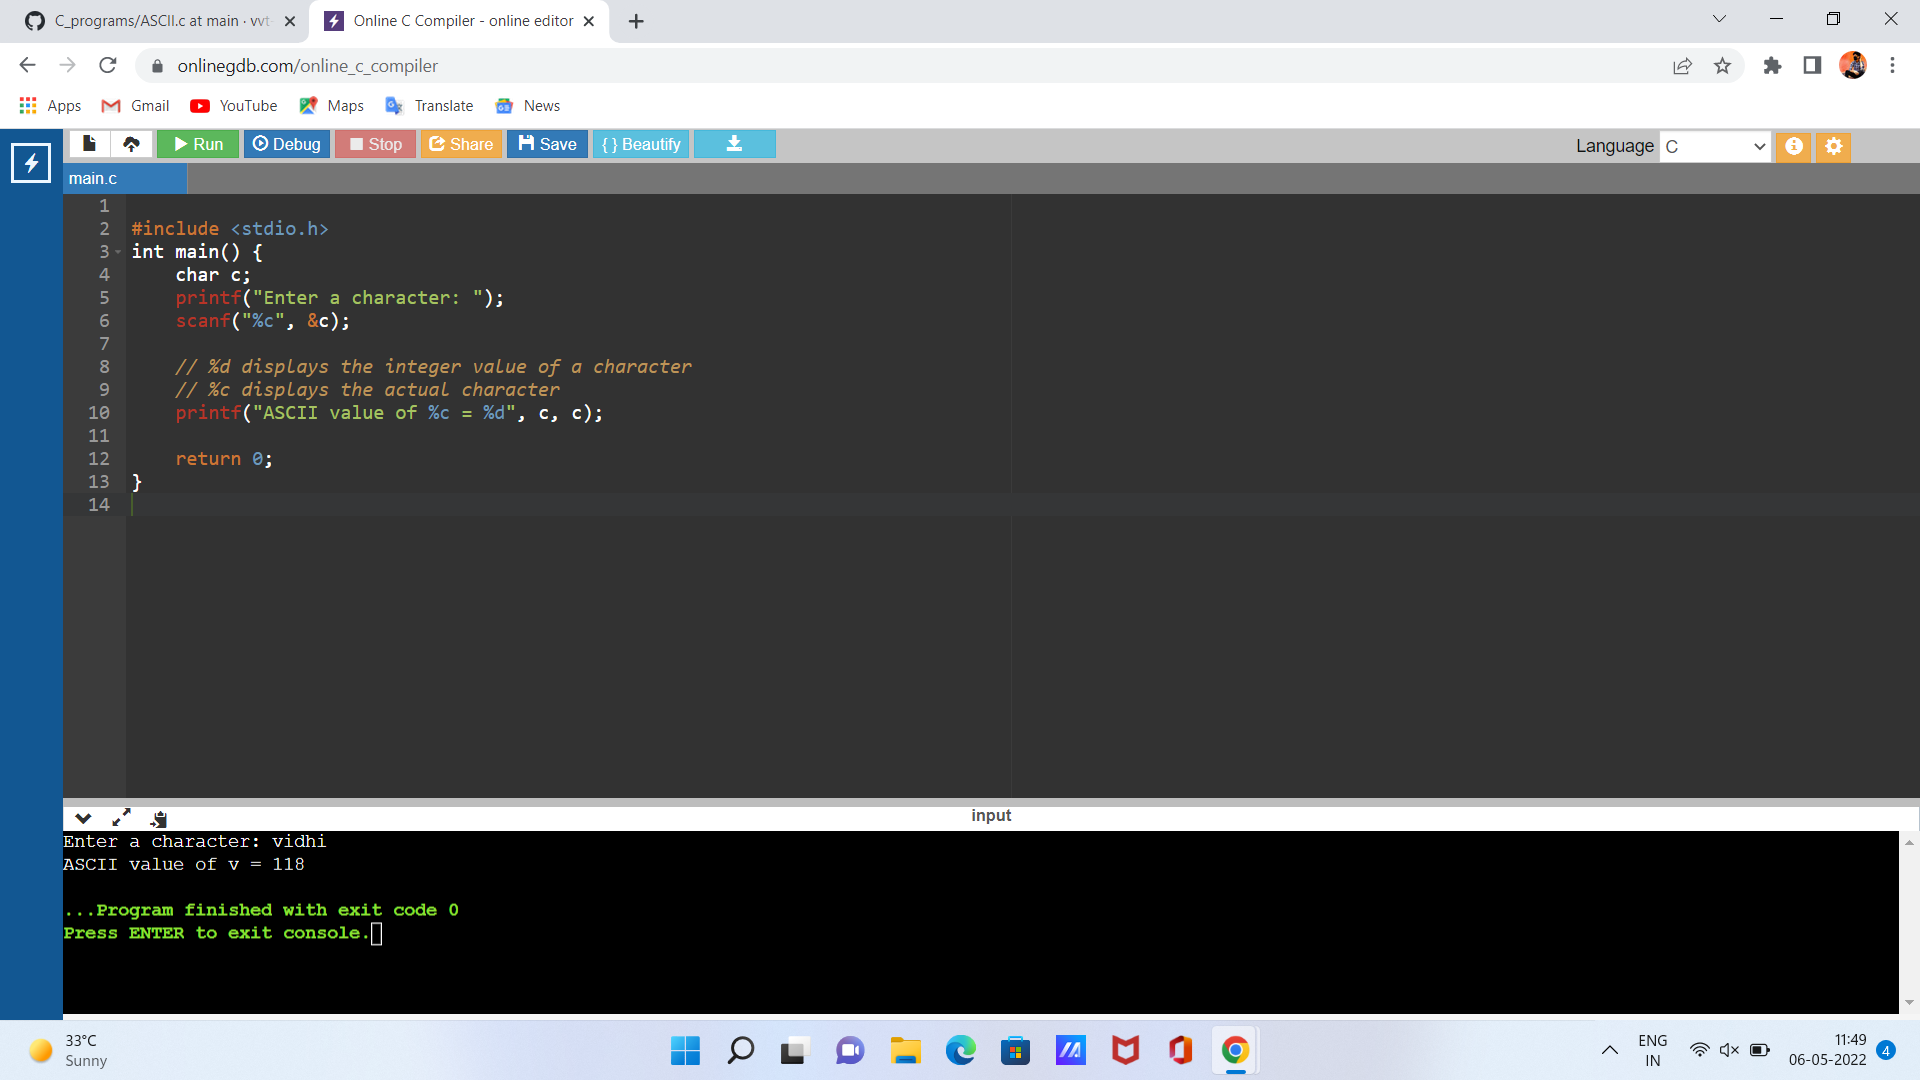 C_programs/ASCII.c at main · vvt-
Online C Compiler - online editor
onlinegdb.com/online_c_compiler
Apps Gmail YouTube Maps Translate News
Run Debug Stop Share Save { } Beautify Language C
main.c
1
2 #include <stdio.h>
3 int main() {
4     char c;
5     printf("Enter a character: ");
6     scanf("%c", &c);
7
8     // %d displays the integer value of a character
9     // %c displays the actual character
10     printf("ASCII value of %c = %d", c, c);
11
12     return 0;
13 }
14
input
Enter a character: vidhi
ASCII value of v = 118
...Program finished with exit code 0
Press ENTER to exit console.
33°C
Sunny
ENG
IN
11:49
06-05-2022
4